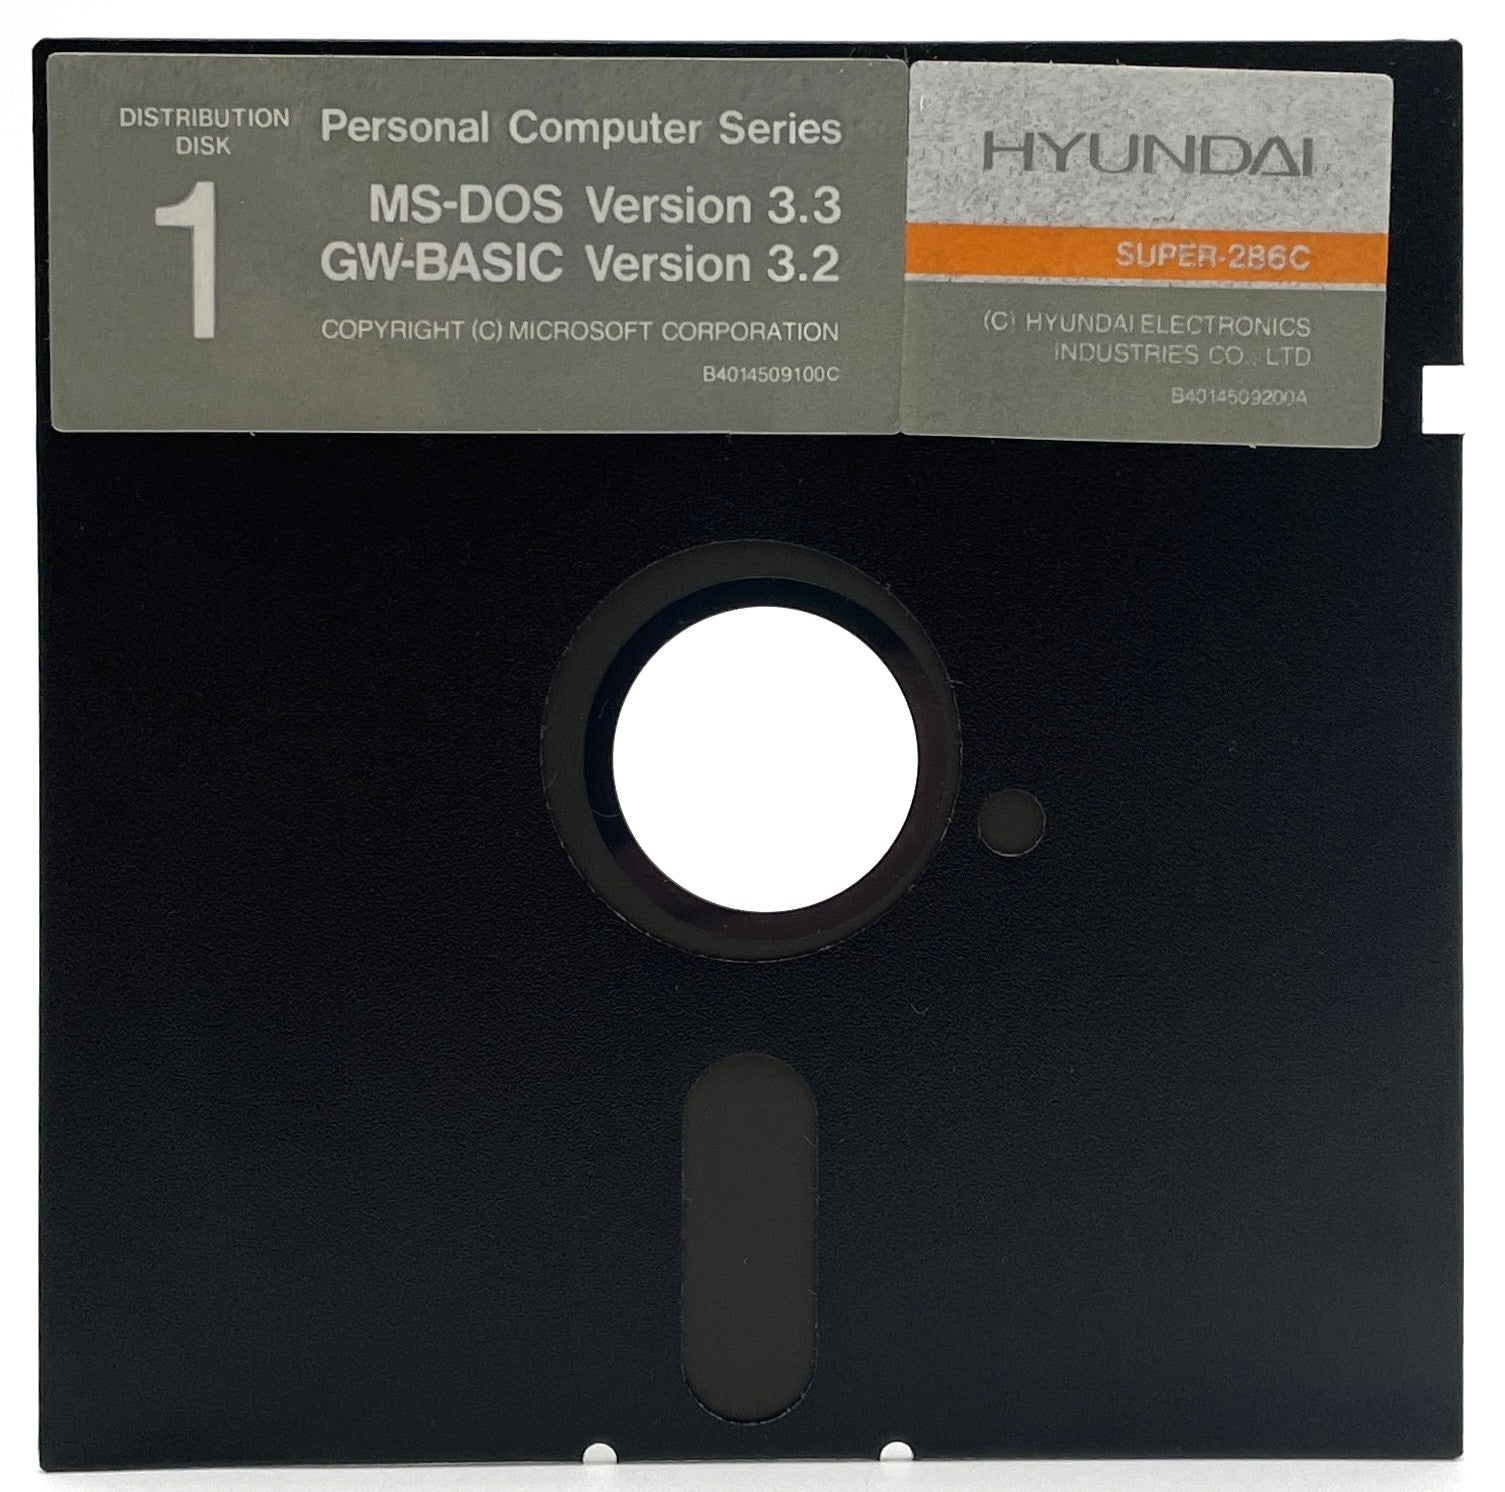 DISTRIBUTION
DISK
1
Personal Computer Series
MS-DOS Version 3.3
GW-BASIC Version 3.2
COPYRIGHT (C) MICROSOFT CORPORATION
B4014509100C
HYUNDAI
SUPER-286C
(C) HYUNDAI ELECTRONICS
INDUSTRIES CO., LTD
B4014509200A